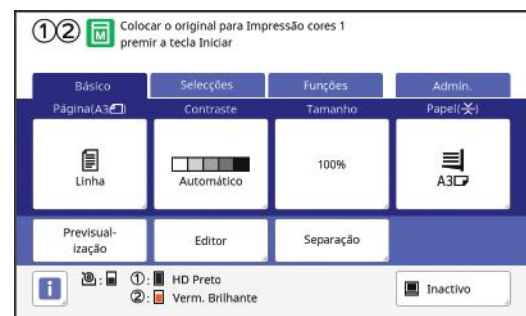 ①② M Colocar o original para Impressão cores 1
premir a tecla Iniciar
Básico Selecções Funções Admin.
Página(A3) Contraste Tamanho Papel()
Linha Automático 100% A3
Previsual-
ização Editor Separação
i : ①: HD Preto Inactivo
②: Verm. Brilhante